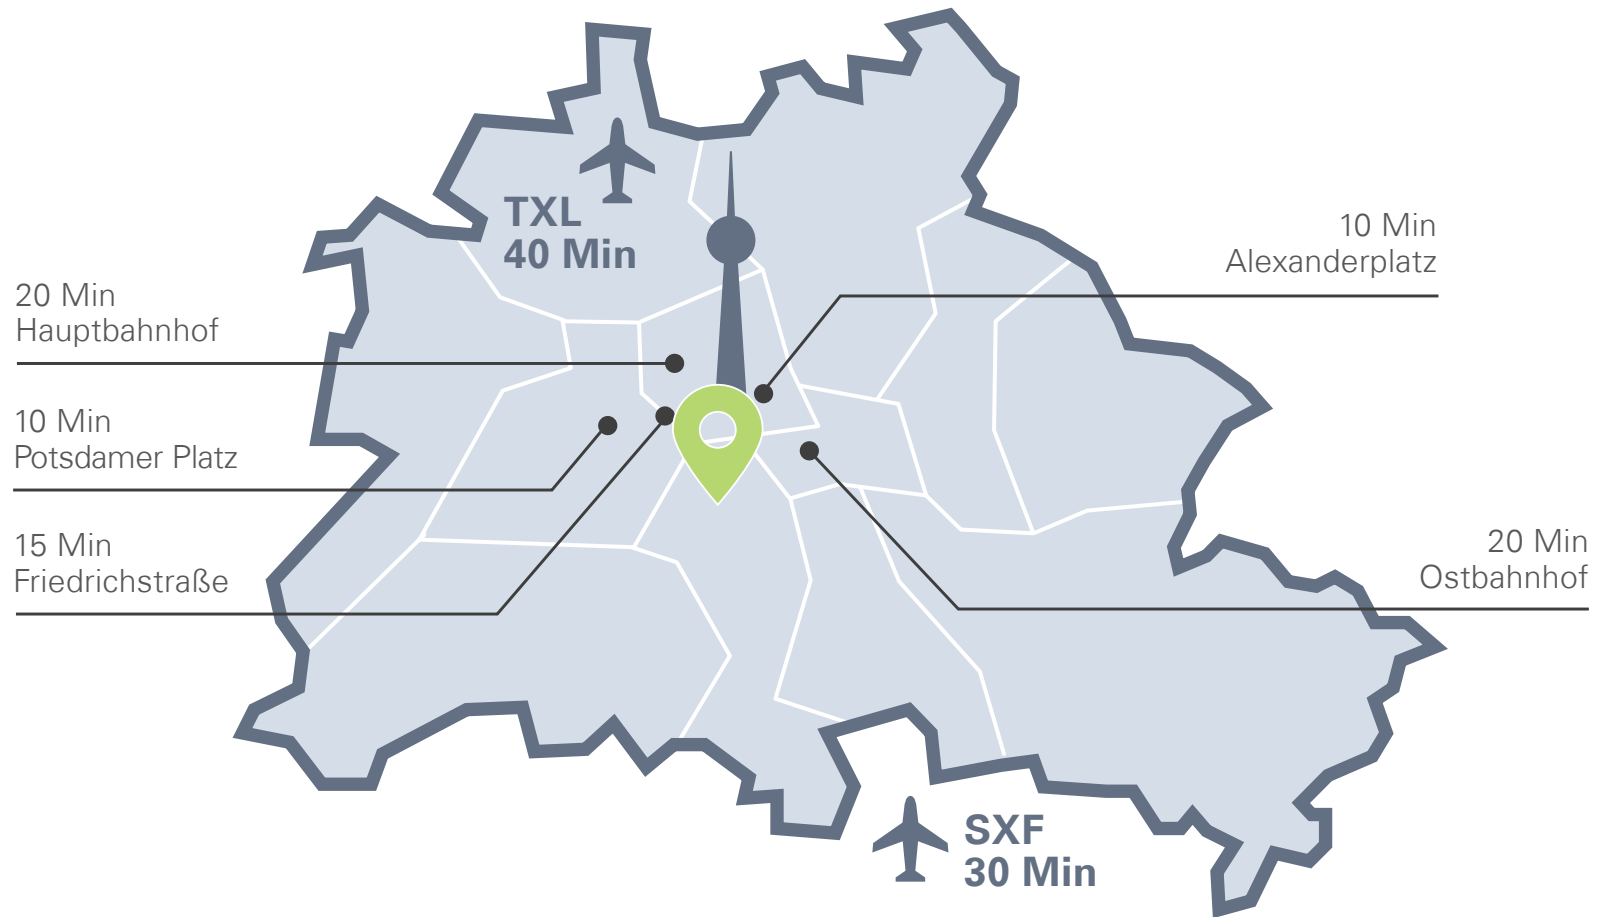 TXL
40 Min
10 Min
Alexanderplatz
20 Min
Hauptbahnhof
10 Min
Potsdamer Platz
15 Min
Friedrichstraße
20 Min
Ostbahnhof
SXF
30 Min